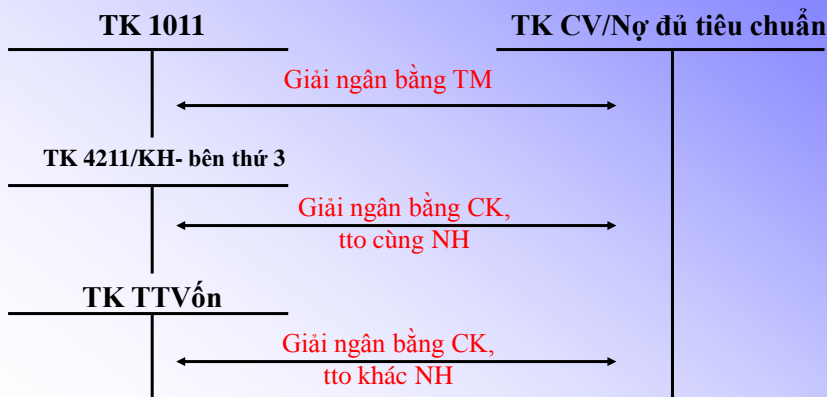 TK 1011
TK CV/Nợ đủ tiêu chuẩn
Giải ngân bằng TM
TK 4211/KH- bên thứ 3
Giải ngân bằng CK,
tto cùng NH
TK TTVốn
Giải ngân bằng CK,
tto khác NH